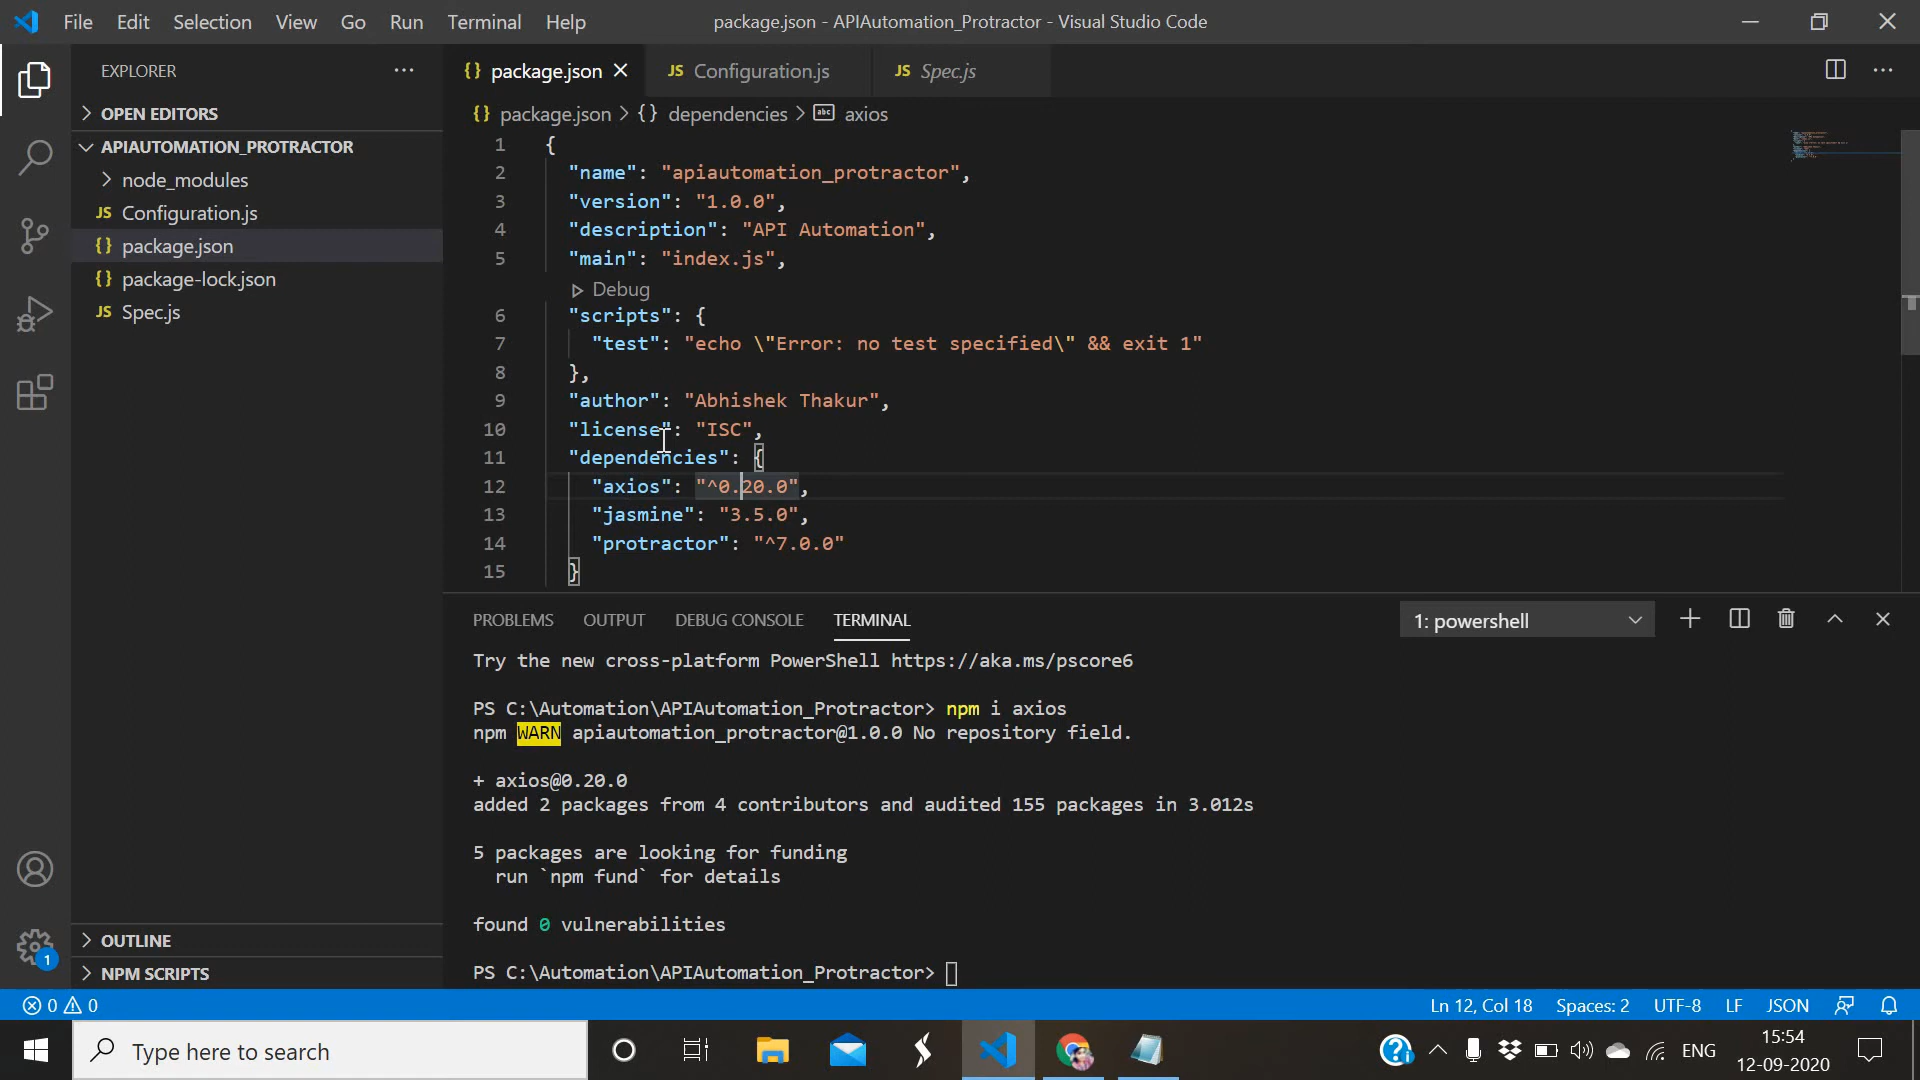 File Edit Selection View Go Run Terminal Help
package.json - APIAutomation_Protractor - Visual Studio Code
EXPLORER
OPEN EDITORS
APIAUTOMATION_PROTRACTOR
node_modules
JS Configuration.js
{} package.json
{} package-lock.json
JS Spec.js
OUTLINE
NPM SCRIPTS
{} package.json JS Configuration.js JS Spec.js
{} package.json > {} dependencies > abc axios
1 {
2 "name": "apiautomation_protractor",
3 "version": "1.0.0",
4 "description": "API Automation",
5 "main": "index.js",
Debug
6 "scripts": {
7 "test": "echo \"Error: no test specified\" && exit 1"
8 },
9 "author": "Abhishek Thakur",
10 "license": "ISC",
11 "dependencies": {
12 "axios": "^0.20.0",
13 "jasmine": "3.5.0",
14 "protractor": "^7.0.0"
15 }
PROBLEMS OUTPUT DEBUG CONSOLE TERMINAL
1: powershell
Try the new cross-platform PowerShell https://aka.ms/pscore6
PS C:\Automation\APIAutomation_Protractor> npm i axios
npm WARN apiautomation_protractor@1.0.0 No repository field.
+ axios@0.20.0
added 2 packages from 4 contributors and audited 155 packages in 3.012s
5 packages are looking for funding
run `npm fund` for details
found 0 vulnerabilities
PS C:\Automation\APIAutomation_Protractor>
1
0 0
Ln 12, Col 18 Spaces: 2 UTF-8 LF JSON
Type here to search
ENG
15:54
12-09-2020